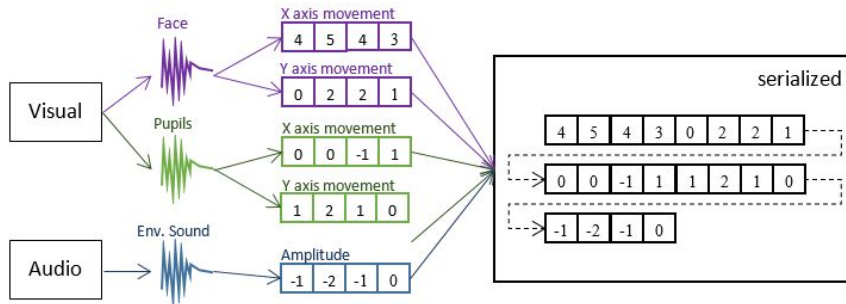 Visual
Audio
Face
Pupils
Env. Sound
X axis movement
4 5 4 3
Y axis movement
0 2 2 1
X axis movement
0 0 -1 1
Y axis movement
1 2 1 0
Amplitude
-1 -2 -1 0
serialized
4 5 4 3 0 2 2 1
0 0 -1 1 1 2 1 0
-1 -2 -1 0